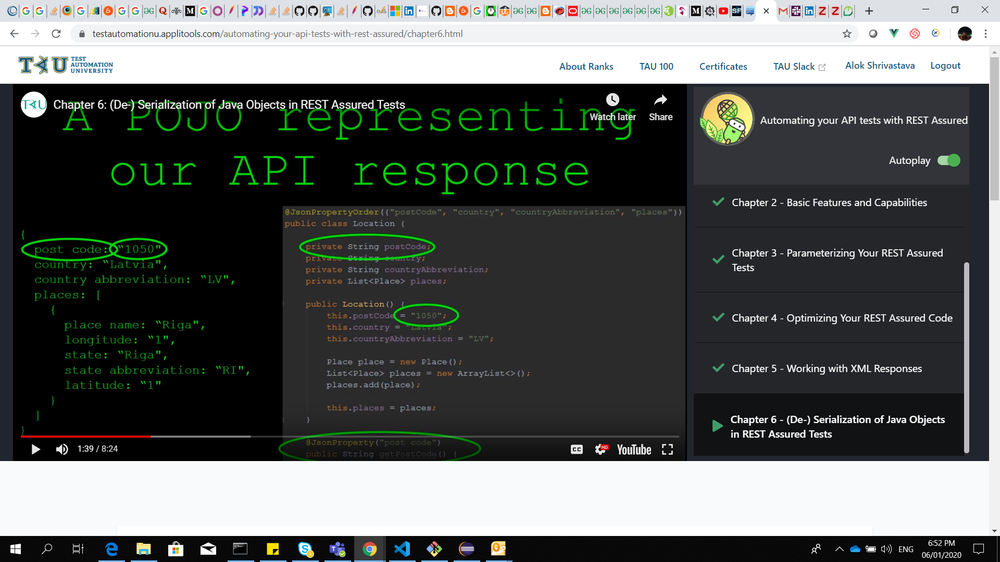 testautomationu.applitools.com/automating-your-api-tests-with-rest-assured/chapter6.html
TAU TEST AUTOMATION UNIVERSITY
About Ranks
TAU 100
Certificates
TAU Slack
Alok Shrivastava
Logout
TAU
Chapter 6: (De-) Serialization of Java Objects in REST Assured Tests
Watch later
Share
A POJO representing
our API response
{
post code: "1050"
country: "Latvia",
country abbreviation: "LV",
places: [
{
place name: "Riga",
longitude: "1",
state: "Riga",
state abbreviation: "RI",
latitude: "1"
}
]
}
@JsonPropertyOrder({"postCode", "country", "countryAbbreviation", "places"})
public class Location {
private String postCode;
private String country;
private String countryAbbreviation;
private List<Place> places;
public Location() {
this.postCode = "1050";
this.country = "Latvia";
this.countryAbbreviation = "LV";
Place place = new Place();
List<Place> places = new ArrayList<>();
places.add(place);
this.places = places;
}
@JsonProperty("post code")
public String getPostCode() {
1:39 / 8:24
CC
HD
YouTube
Automating your API tests with REST Assured
Autoplay
Chapter 2 - Basic Features and Capabilities
Chapter 3 - Parameterizing Your REST Assured
Tests
Chapter 4 - Optimizing Your REST Assured Code
Chapter 5 - Working with XML Responses
Chapter 6 - (De-) Serialization of Java Objects
in REST Assured Tests
ENG
6:52 PM
06/01/2020